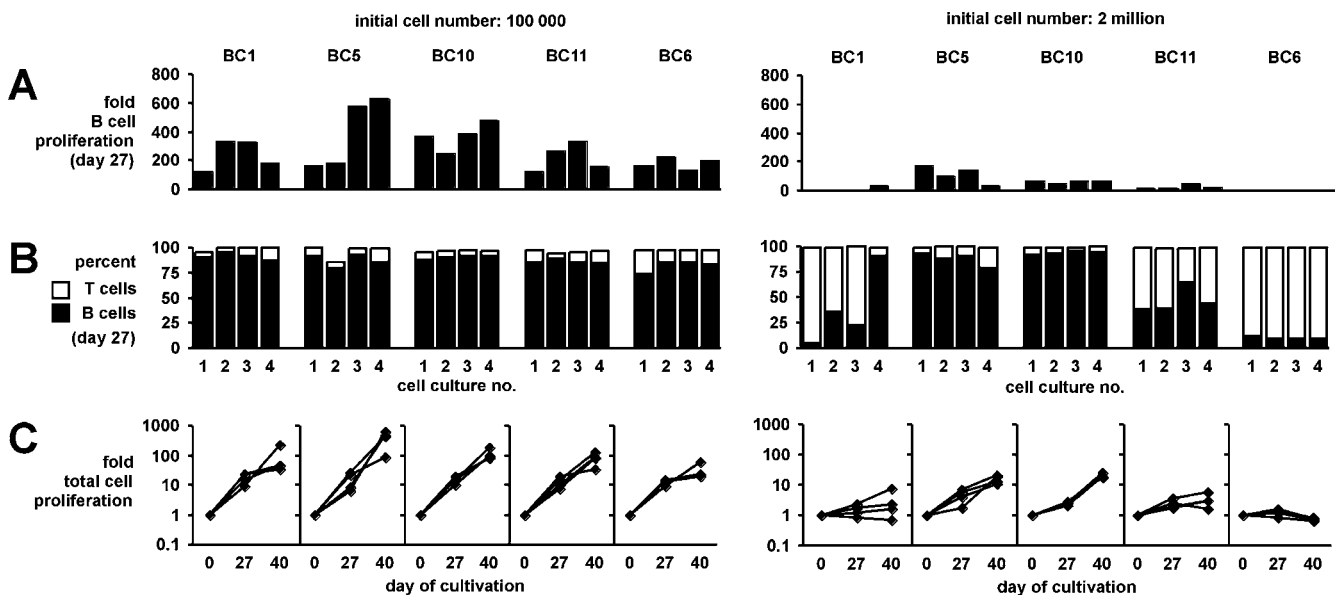 initial cell number: 100 000
initial cell number: 2 million
BC1 BC5 BC10 BC11 BC6
BC1 BC5 BC10 BC11 BC6
A
fold
B cell
proliferation
(day 27)
800
600
400
200
0
800
600
400
200
0
B
percent
T cells
B cells
(day 27)
100
75
50
25
0
1 2 3 4 1 2 3 4 1 2 3 4 1 2 3 4 1 2 3 4
cell culture no.
100
75
50
25
0
1 2 3 4 1 2 3 4 1 2 3 4 1 2 3 4 1 2 3 4
cell culture no.
C
fold
total cell
proliferation
1000
100
10
1
0.1
0 27 40 0 27 40 0 27 40 0 27 40 0 27 40
day of cultivation
1000
100
10
1
0.1
0 27 40 0 27 40 0 27 40 0 27 40 0 27 40
day of cultivation